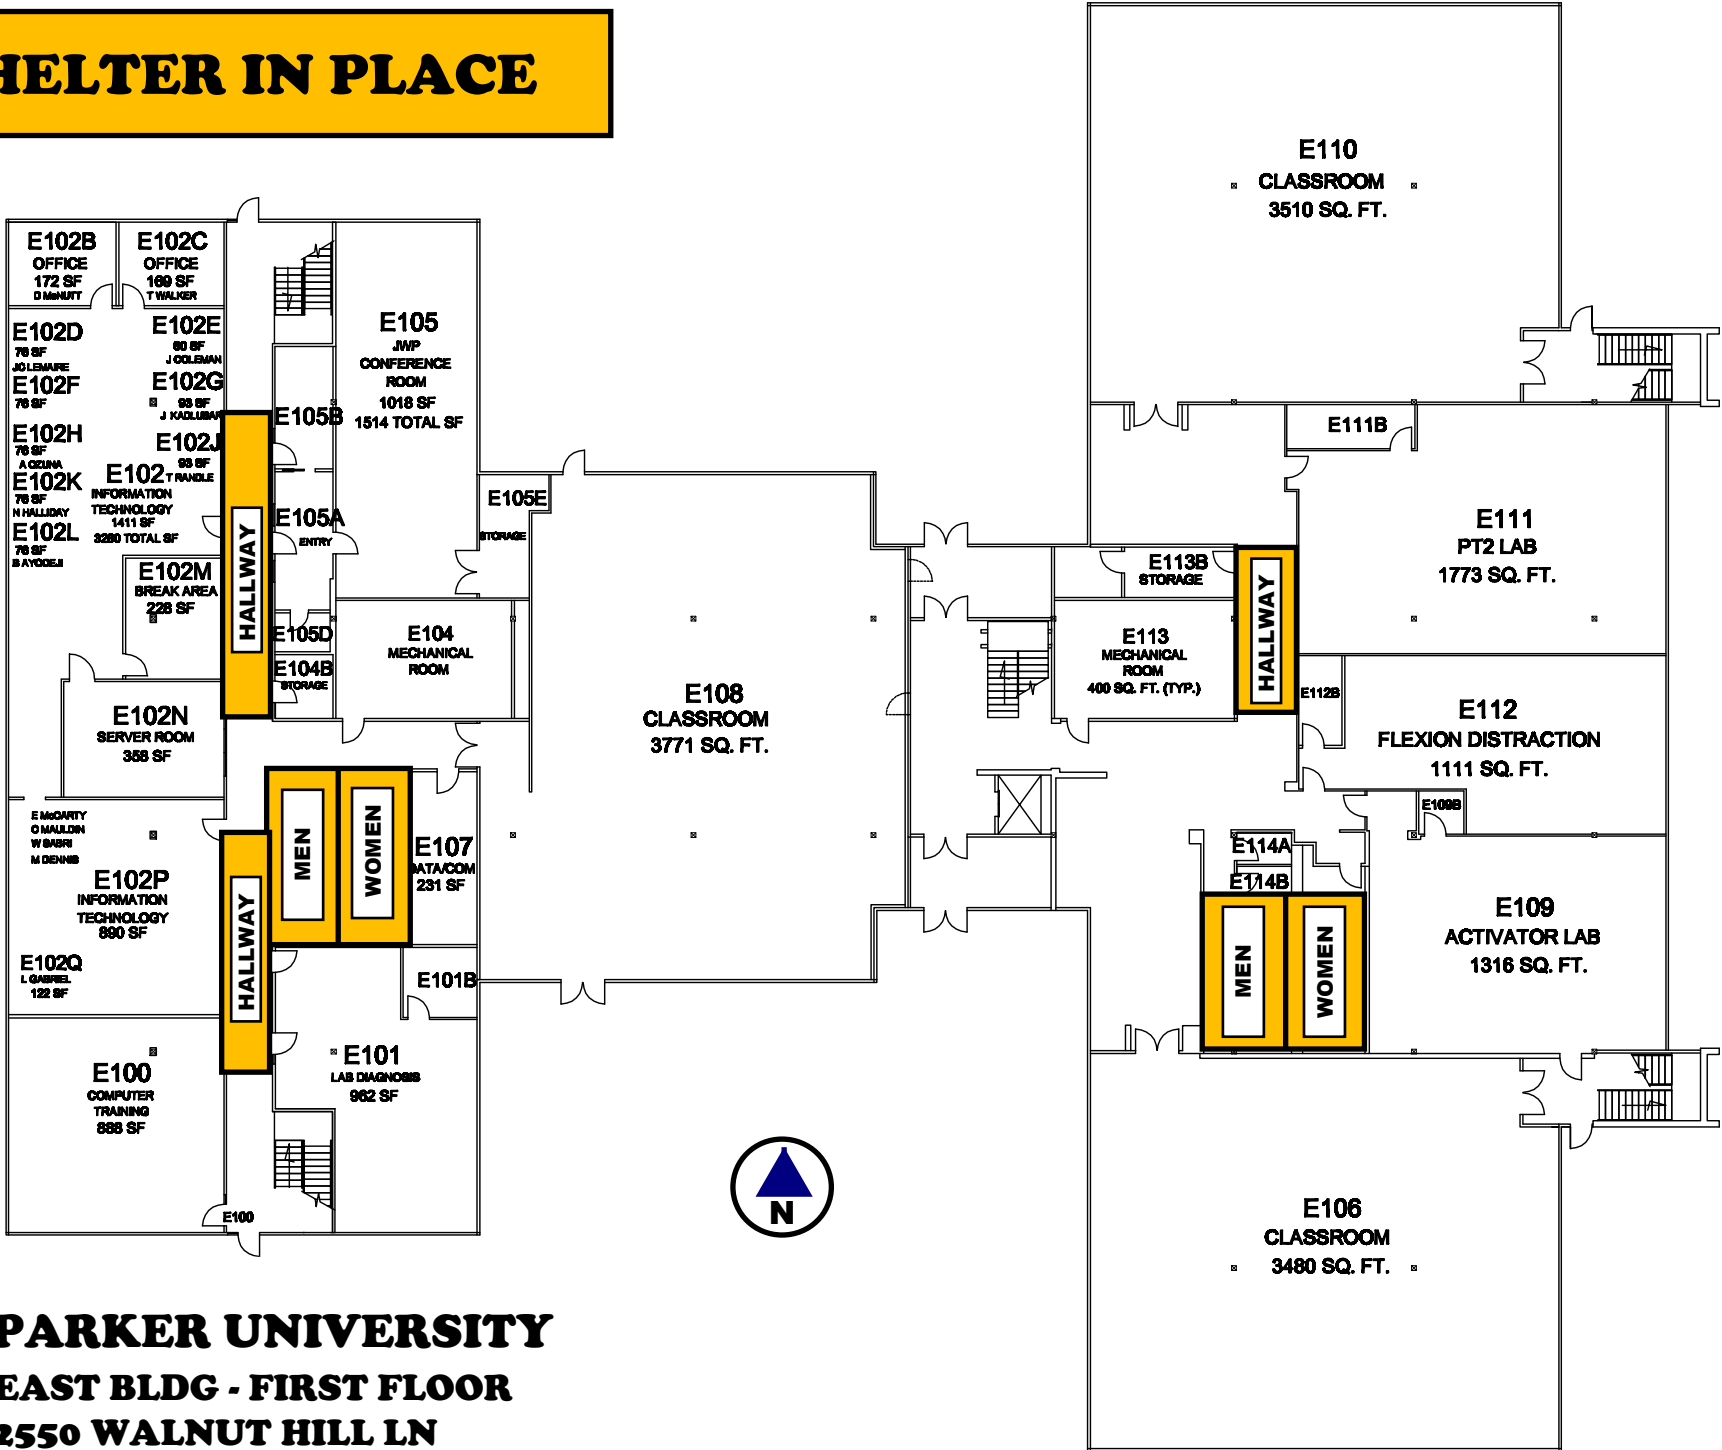 HELTER IN PLACE
E110
CLASSROOM
3510 SQ. FT.
E102B
OFFICE
172 SF
D McNUTT
E102C
OFFICE
169 SF
T WALKER
E102D
76 SF
JC LEMAIRE
E102E
60 SF
J COLEMAN
E102F
76 SF
E102G
93 SF
J KADLUBAR
E102H
76 SF
A OZUNA
E102J
93 SF
T RANDLE
E102K
76 SF
N HALLIDAY
E102
INFORMATION
TECHNOLOGY
1411 SF
3260 TOTAL SF
E102L
76 SF
B AYODEJI
E102M
BREAK AREA
228 SF
E102N
SERVER ROOM
358 SF
HALLWAY
E105
JWP
CONFERENCE
ROOM
1018 SF
1514 TOTAL SF
E105B
E105A
ENTRY
E105E
STORAGE
E105D
E104B
STORAGE
E104
MECHANICAL
ROOM
E108
CLASSROOM
3771 SQ. FT.
E111B
E111
PT2 LAB
1773 SQ. FT.
E113B
STORAGE
E113
MECHANICAL
ROOM
400 SQ. FT. (TYP.)
HALLWAY
E112B
E112
FLEXION DISTRACTION
1111 SQ. FT.
E109B
E McCARTY
C MAULDIN
W SABRI
M DENNIS
E102P
INFORMATION
TECHNOLOGY
890 SF
E102Q
L GABRIEL
122 SF
HALLWAY
MEN
WOMEN
E107
DATA/COM
231 SF
E101B
E114A
E114B
MEN
WOMEN
E109
ACTIVATOR LAB
1316 SQ. FT.
E100
COMPUTER
TRAINING
888 SF
E101
LAB DIAGNOSIS
962 SF
E100
N
E106
CLASSROOM
3480 SQ. FT.
PARKER UNIVERSITY
EAST BLDG - FIRST FLOOR
2550 WALNUT HILL LN